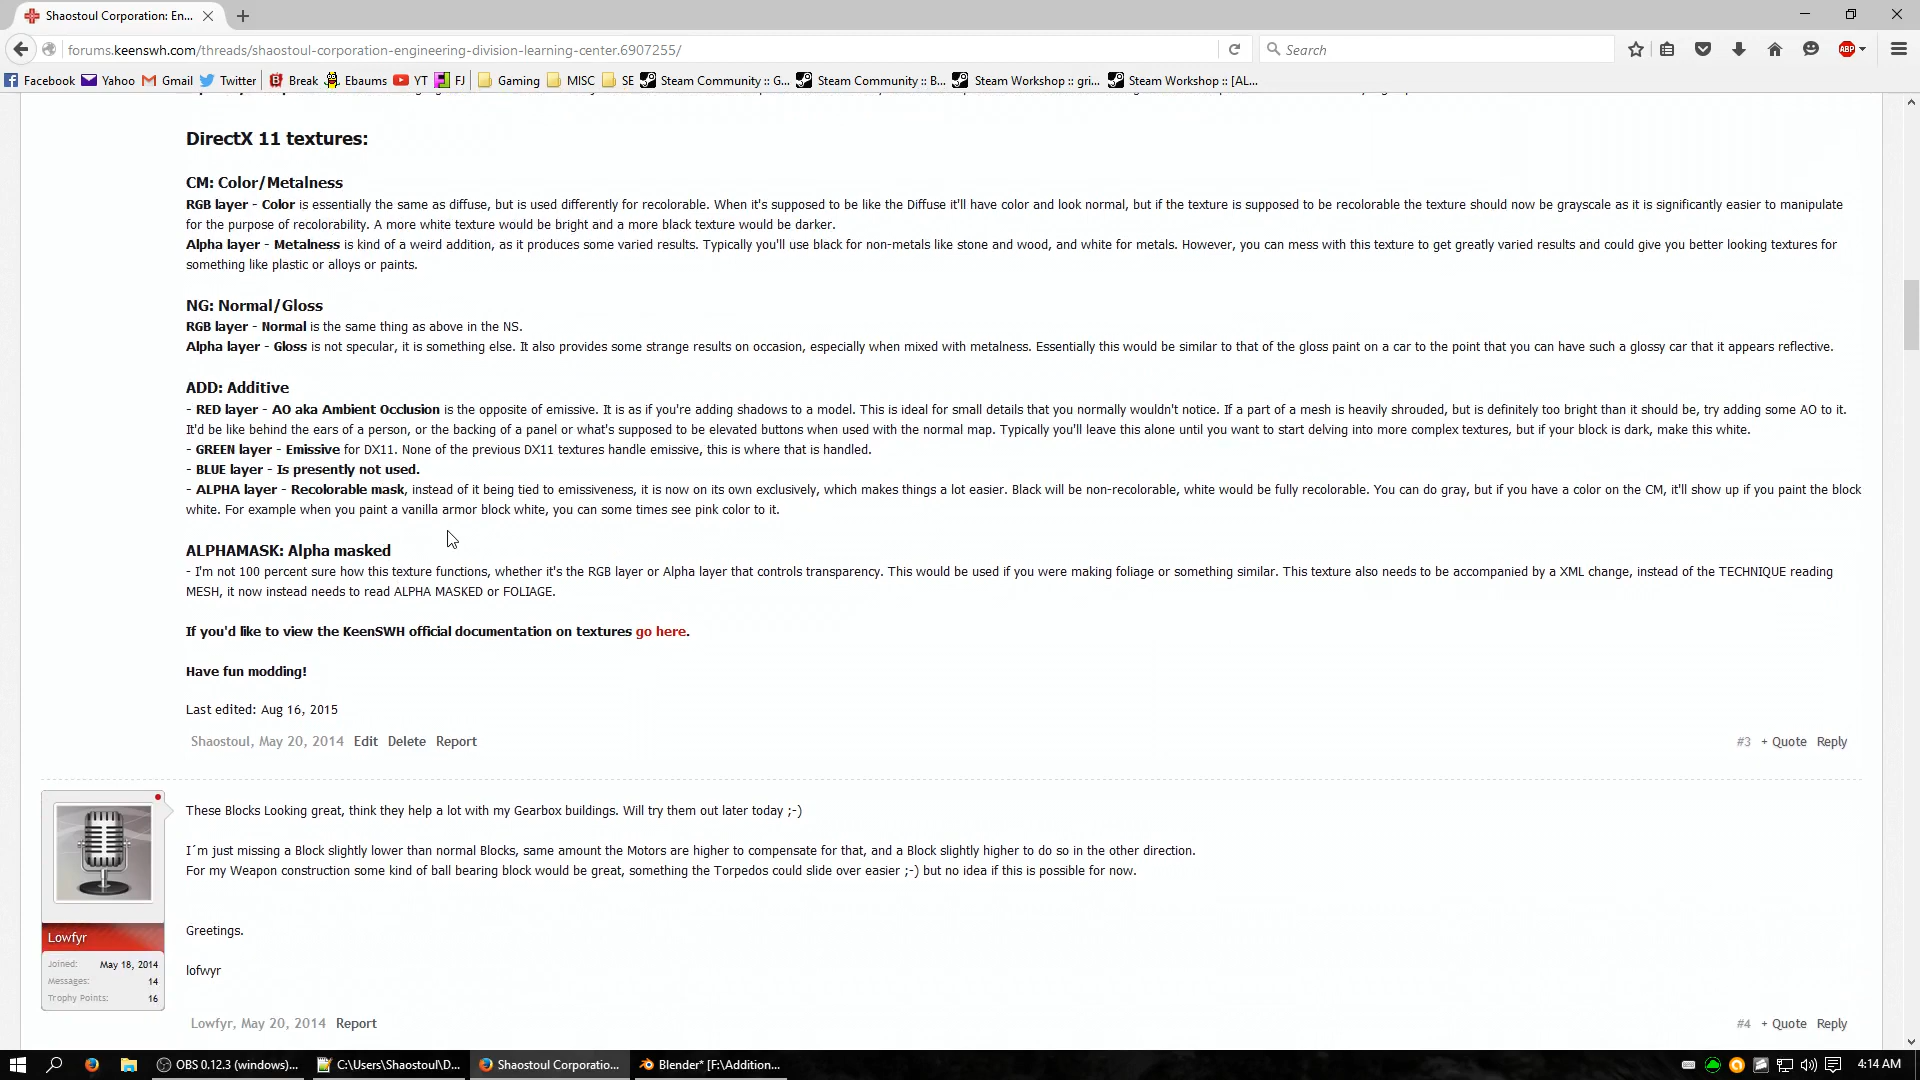 Shaostoul Corporation: En...
forums.keenswh.com/threads/shaostoul-corporation-engineering-division-learning-center.6907255/
Search
ABP
Facebook Yahoo Gmail Twitter Break Ebaums YT FJ Gaming MISC SE Steam Community :: G... Steam Community :: B... Steam Workshop :: gri... Steam Workshop :: [AL...
DirectX 11 textures:
CM: Color/Metalness
RGB layer - Color is essentially the same as diffuse, but is used differently for recolorable. When it's supposed to be like the Diffuse it'll have color and look normal, but if the texture is supposed to be recolorable the texture should now be grayscale as it is significantly easier to manipulate
for the purpose of recolorability. A more white texture would be bright and a more black texture would be darker.
Alpha layer - Metalness is kind of a weird addition, as it produces some varied results. Typically you'll use black for non-metals like stone and wood, and white for metals. However, you can mess with this texture to get greatly varied results and could give you better looking textures for
something like plastic or alloys or paints.
NG: Normal/Gloss
RGB layer - Normal is the same thing as above in the NS.
Alpha layer - Gloss is not specular, it is something else. It also provides some strange results on occasion, especially when mixed with metalness. Essentially this would be similar to that of the gloss paint on a car to the point that you can have such a glossy car that it appears reflective.
ADD: Additive
- RED layer - AO aka Ambient Occlusion is the opposite of emissive. It is as if you're adding shadows to a model. This is ideal for small details that you normally wouldn't notice. If a part of a mesh is heavily shrouded, but is definitely too bright than it should be, try adding some AO to it.
It'd be like behind the ears of a person, or the backing of a panel or what's supposed to be elevated buttons when used with the normal map. Typically you'll leave this alone until you want to start delving into more complex textures, but if your block is dark, make this white.
- GREEN layer - Emissive for DX11. None of the previous DX11 textures handle emissive, this is where that is handled.
- BLUE layer - Is presently not used.
- ALPHA layer - Recolorable mask, instead of it being tied to emissiveness, it is now on its own exclusively, which makes things a lot easier. Black will be non-recolorable, white would be fully recolorable. You can do gray, but if you have a color on the CM, it'll show up if you paint the block
white. For example when you paint a vanilla armor block white, you can some times see pink color to it.
ALPHAMASK: Alpha masked
- I'm not 100 percent sure how this texture functions, whether it's the RGB layer or Alpha layer that controls transparency. This would be used if you were making foliage or something similar. This texture also needs to be accompanied by a XML change, instead of the TECHNIQUE reading
MESH, it now instead needs to read ALPHA MASKED or FOLIAGE.
If you'd like to view the KeenSWH official documentation on textures go here.
Have fun modding!
Last edited: Aug 16, 2015
Shaostoul, May 20, 2014 Edit Delete Report #3 + Quote Reply
These Blocks Looking great, think they help a lot with my Gearbox buildings. Will try them out later today ;-)
I´m just missing a Block slightly lower than normal Blocks, same amount the Motors are higher to compensate for that, and a Block slightly higher to do so in the other direction.
For my Weapon construction some kind of ball bearing block would be great, something the Torpedos could slide over easier ;-) but no idea if this is possible for now.
Greetings.
lofwyr
Lowfyr
Joined: May 18, 2014
Messages: 14
Trophy Points: 16
Lowfyr, May 20, 2014 Report #4 + Quote Reply
OBS 0.12.3 (windows)... C:\Users\Shaostoul\D... Shaostoul Corporatio... Blender* [F:\Addition... 4:14 AM